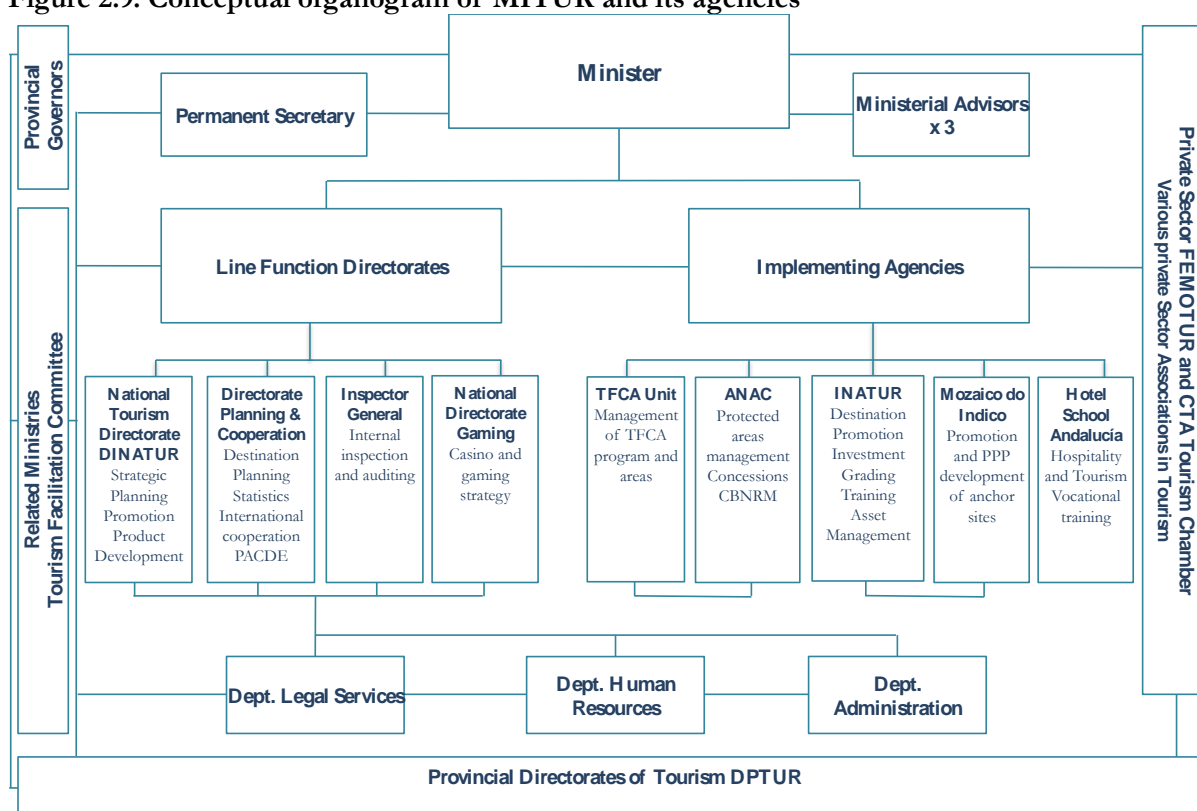 Figure 2.9. Conceptual organogram of MITUR and its agencies
Provincial
Governors
Minister
Permanent Secretary
Ministerial Advisors
x 3
Private Sector FEMOTUR and CTA Tourism Chamber
Various private Sector Associations in Tourism
Related Ministries
Tourism Facilitation Committee
Line Function Directorates
Implementing Agencies
National
Tourism
Directorate
DINATUR
Strategic
Planning
Promotion
Product
Development
Directorate
Planning &
Cooperation
Destination
Planning
Statistics
International
cooperation
PACDE
Inspector
General
Internal
inspection
and auditing
National
Directorate
Gaming
Casino and
gaming
strategy
TFCA Unit
Management
of TFCA
program and
areas
ANAC
Protected
areas
management
Concessions
CBNRM
INATUR
Destination
Promotion
Investment
Grading
Training
Asset
Management
Mozaico do
Indico
Promotion
and PPP
development
of anchor
sites
Hotel
School
Andalucía
Hospitality
and Tourism
Vocational
training
Dept. Legal Services
Dept. Human
Resources
Dept.
Administration
Provincial Directorates of Tourism DPTUR